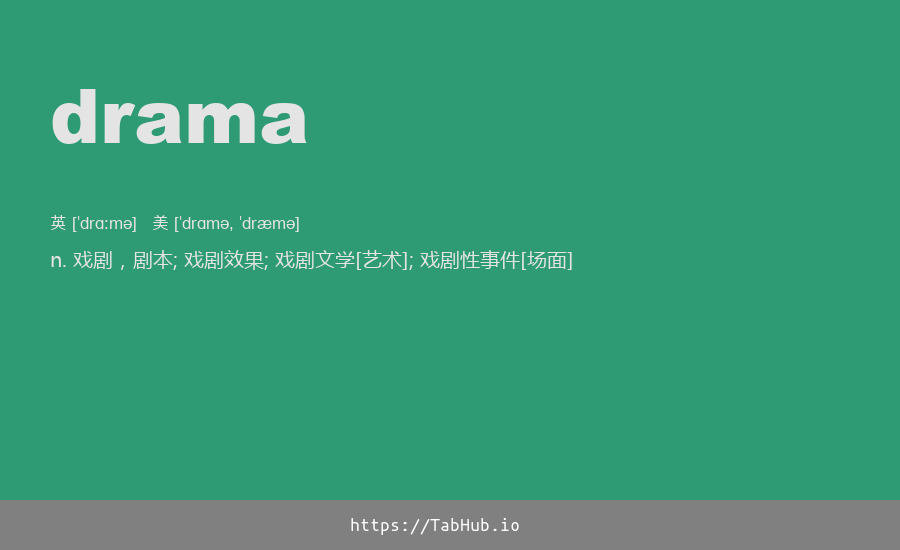 drama
英 [ˈdrɑːmə]   美 [ˈdrɑmə, ˈdræmə]
n. 戏剧，剧本; 戏剧效果; 戏剧文学[艺术]; 戏剧性事件[场面]
https://TabHub.io